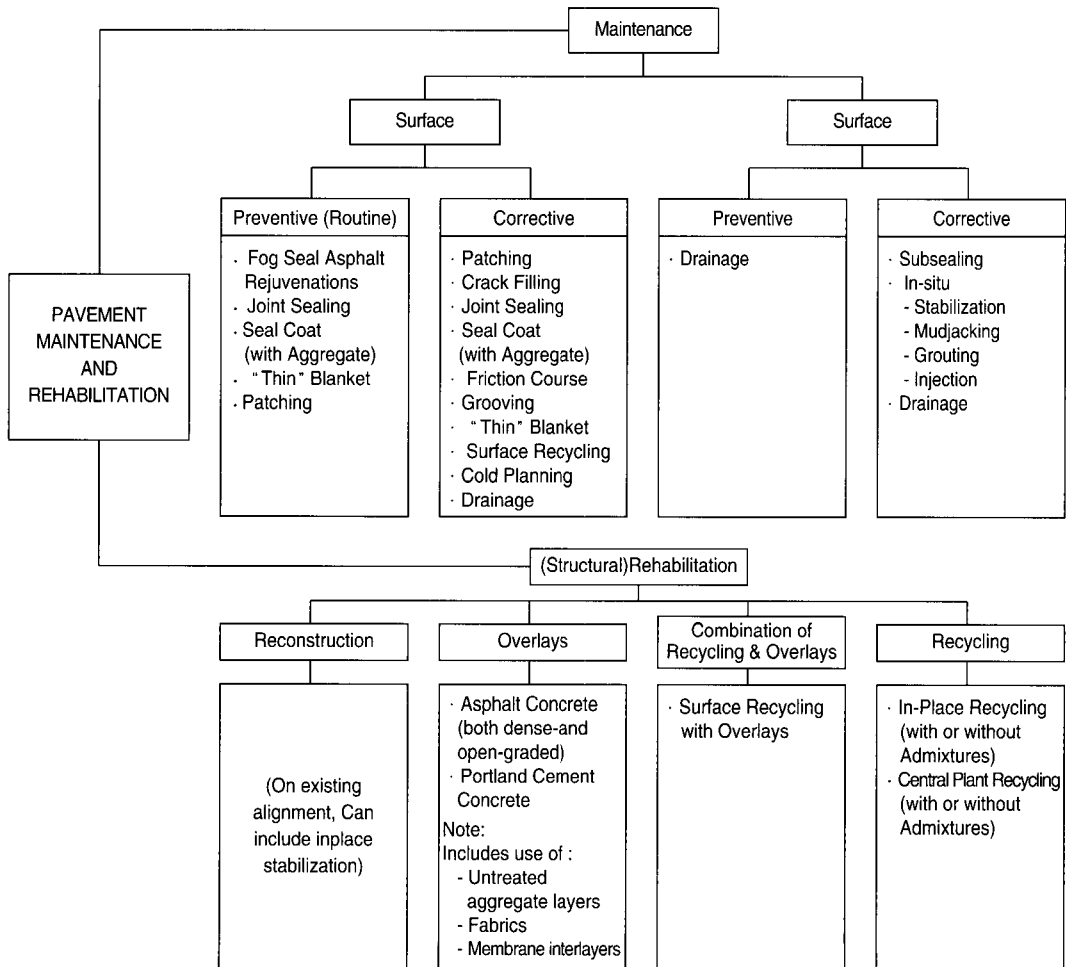 Maintenance
Surface
Surface
Preventive (Routine)
· Fog Seal Asphalt
Rejuvenations
· Joint Sealing
· Seal Coat
(with Aggregate)
· "Thin" Blanket
· Patching
Corrective
· Patching
· Crack Filling
· Joint Sealing
· Seal Coat
(with Aggregate)
· Friction Course
· Grooving
· "Thin" Blanket
· Surface Recycling
· Cold Planning
· Drainage
Preventive
· Drainage
Corrective
· Subsealing
· In-situ
- Stabilization
- Mudjacking
- Grouting
- Injection
· Drainage
PAVEMENT
MAINTENANCE
AND
REHABILITATION
(Structural)Rehabilitation
Reconstruction
(On existing
alignment, Can
include inplace
stabilization)
Overlays
· Asphalt Concrete
(both dense-and
open-graded)
· Portland Cement
Concrete
Note:
Includes use of :
- Untreated
aggregate layers
- Fabrics
- Membrane interlayers
Combination of
Recycling & Overlays
· Surface Recycling
with Overlays
Recycling
· In-Place Recycling
(with or without
Admixtures)
· Central Plant Recycling
(with or without
Admixtures)